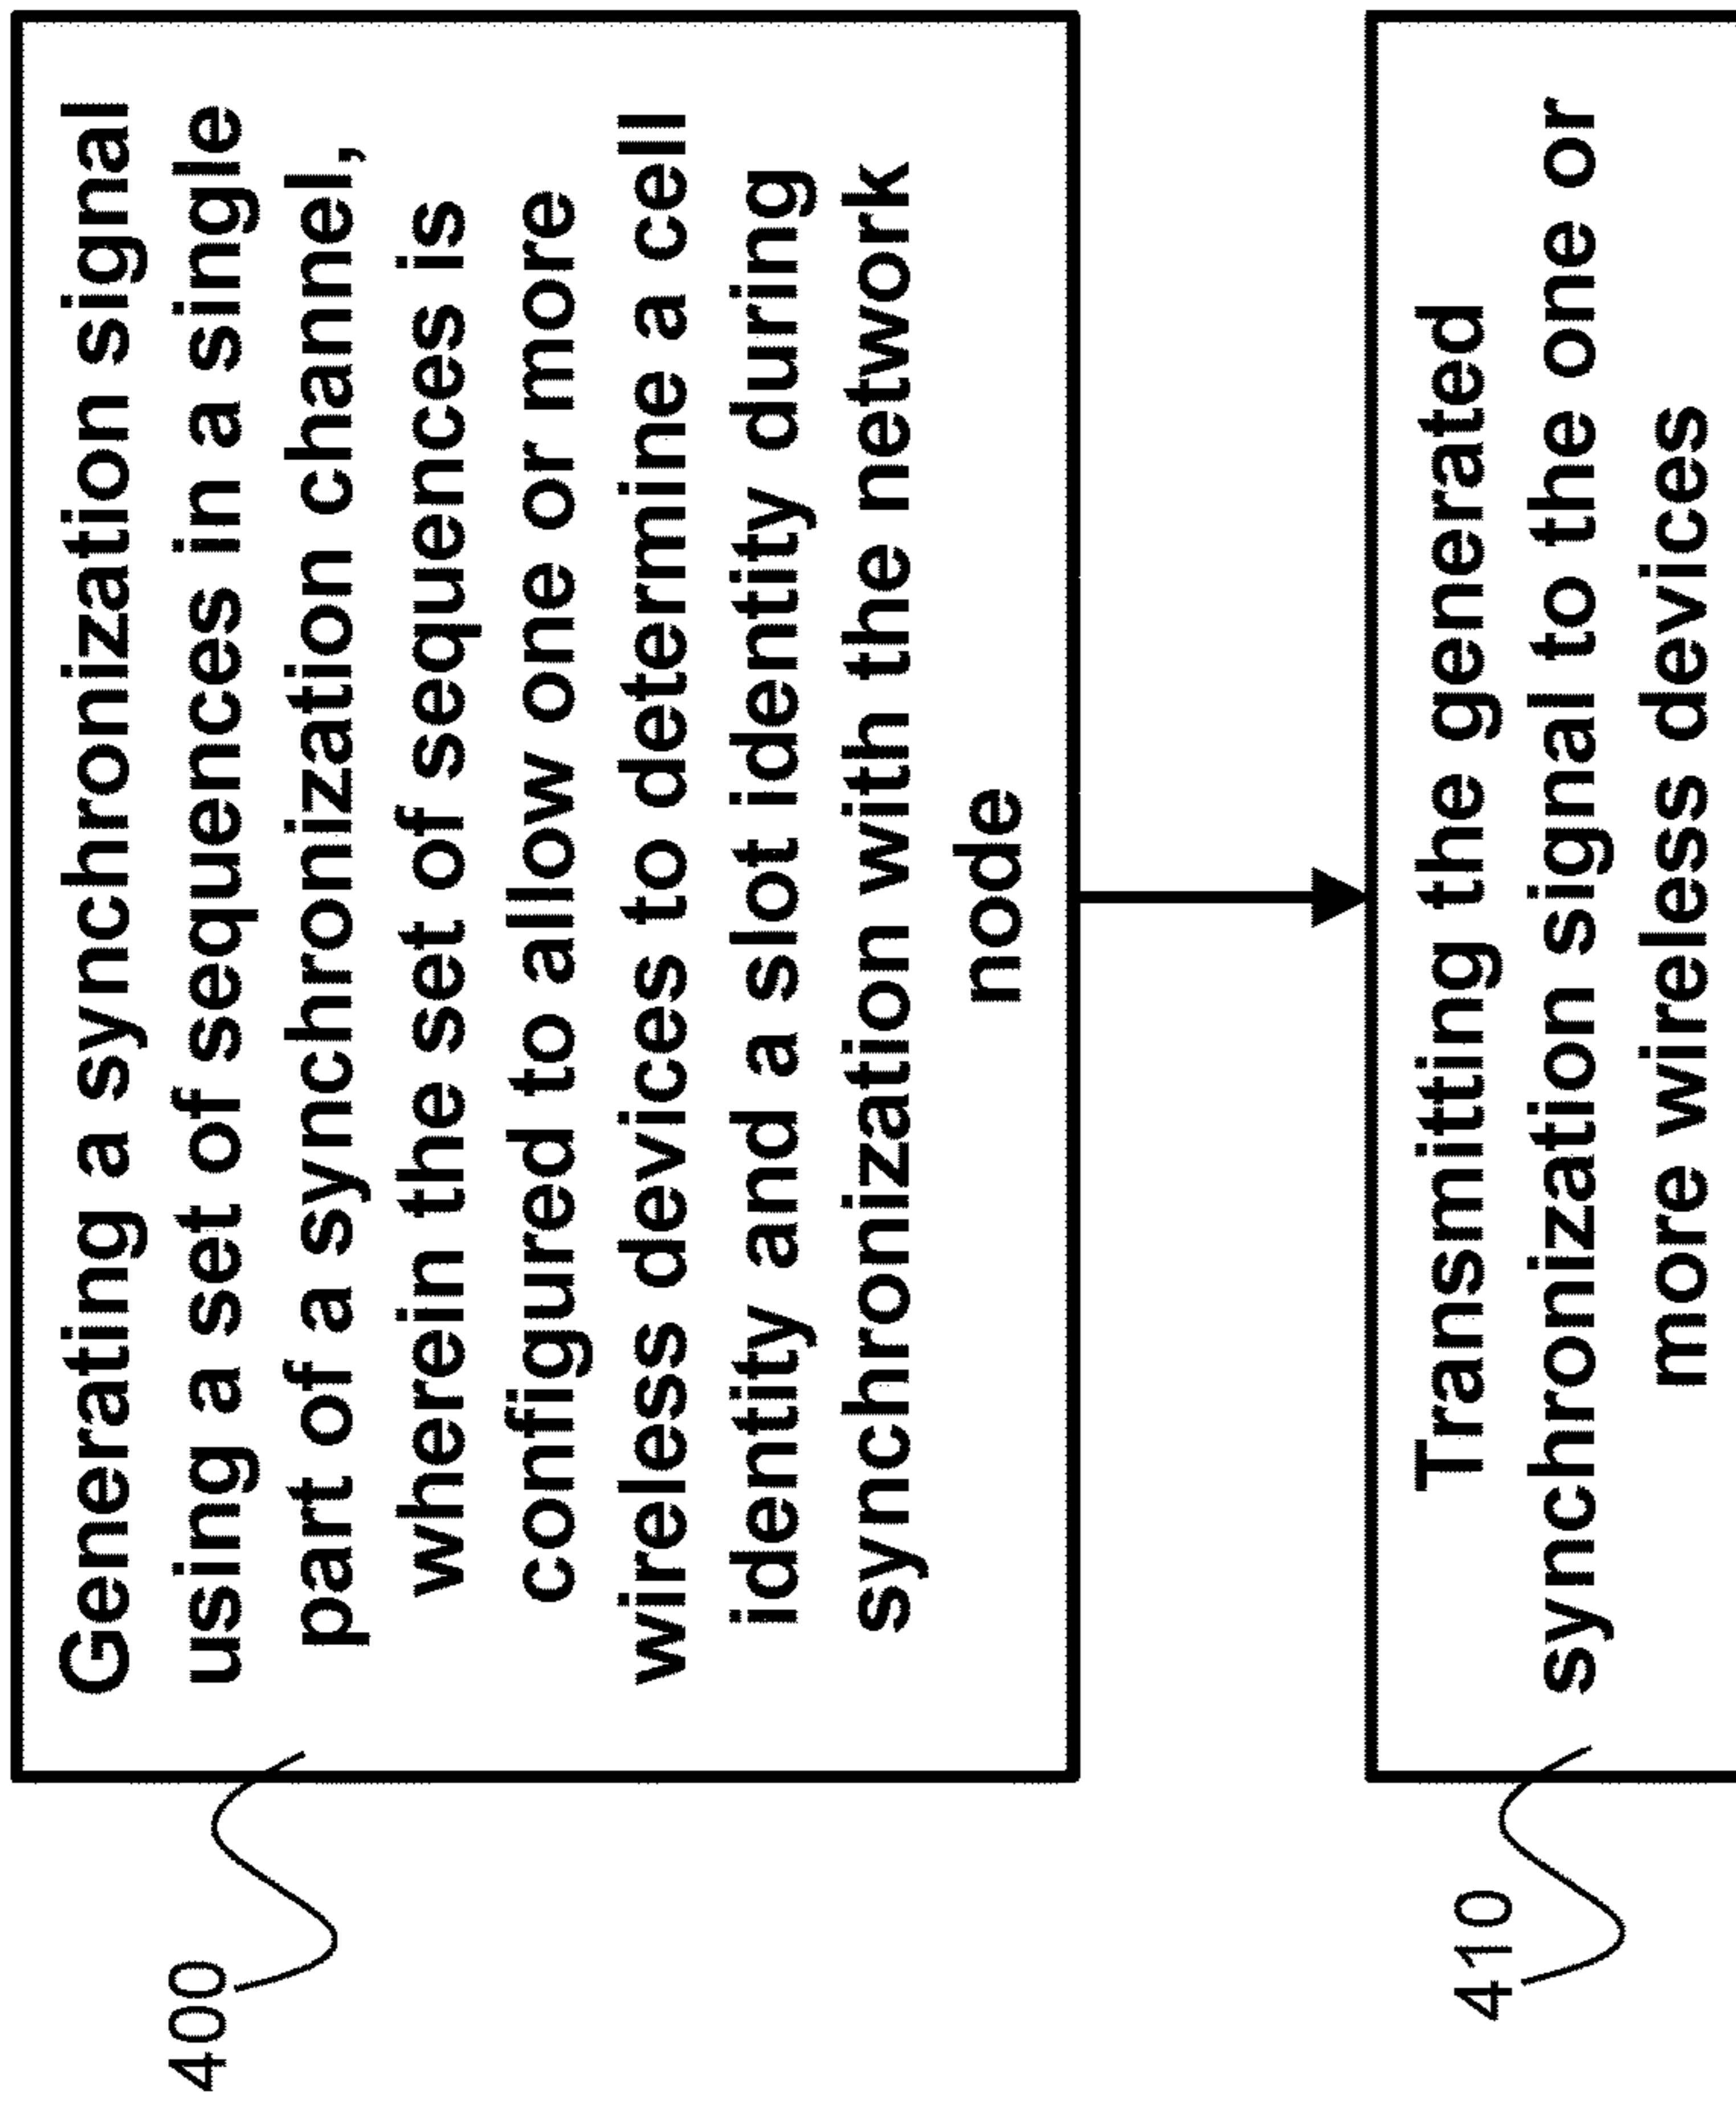 400
Generating a synchronization signal
using a set of sequences in a single
part of a synchronization channel,
wherein the set of sequences is
configured to allow one or more
wireless devices to determine a cell
identity and a slot identity during
synchronization with the network
node
410
Transmitting the generated
synchronization signal to the one or
more wireless devices